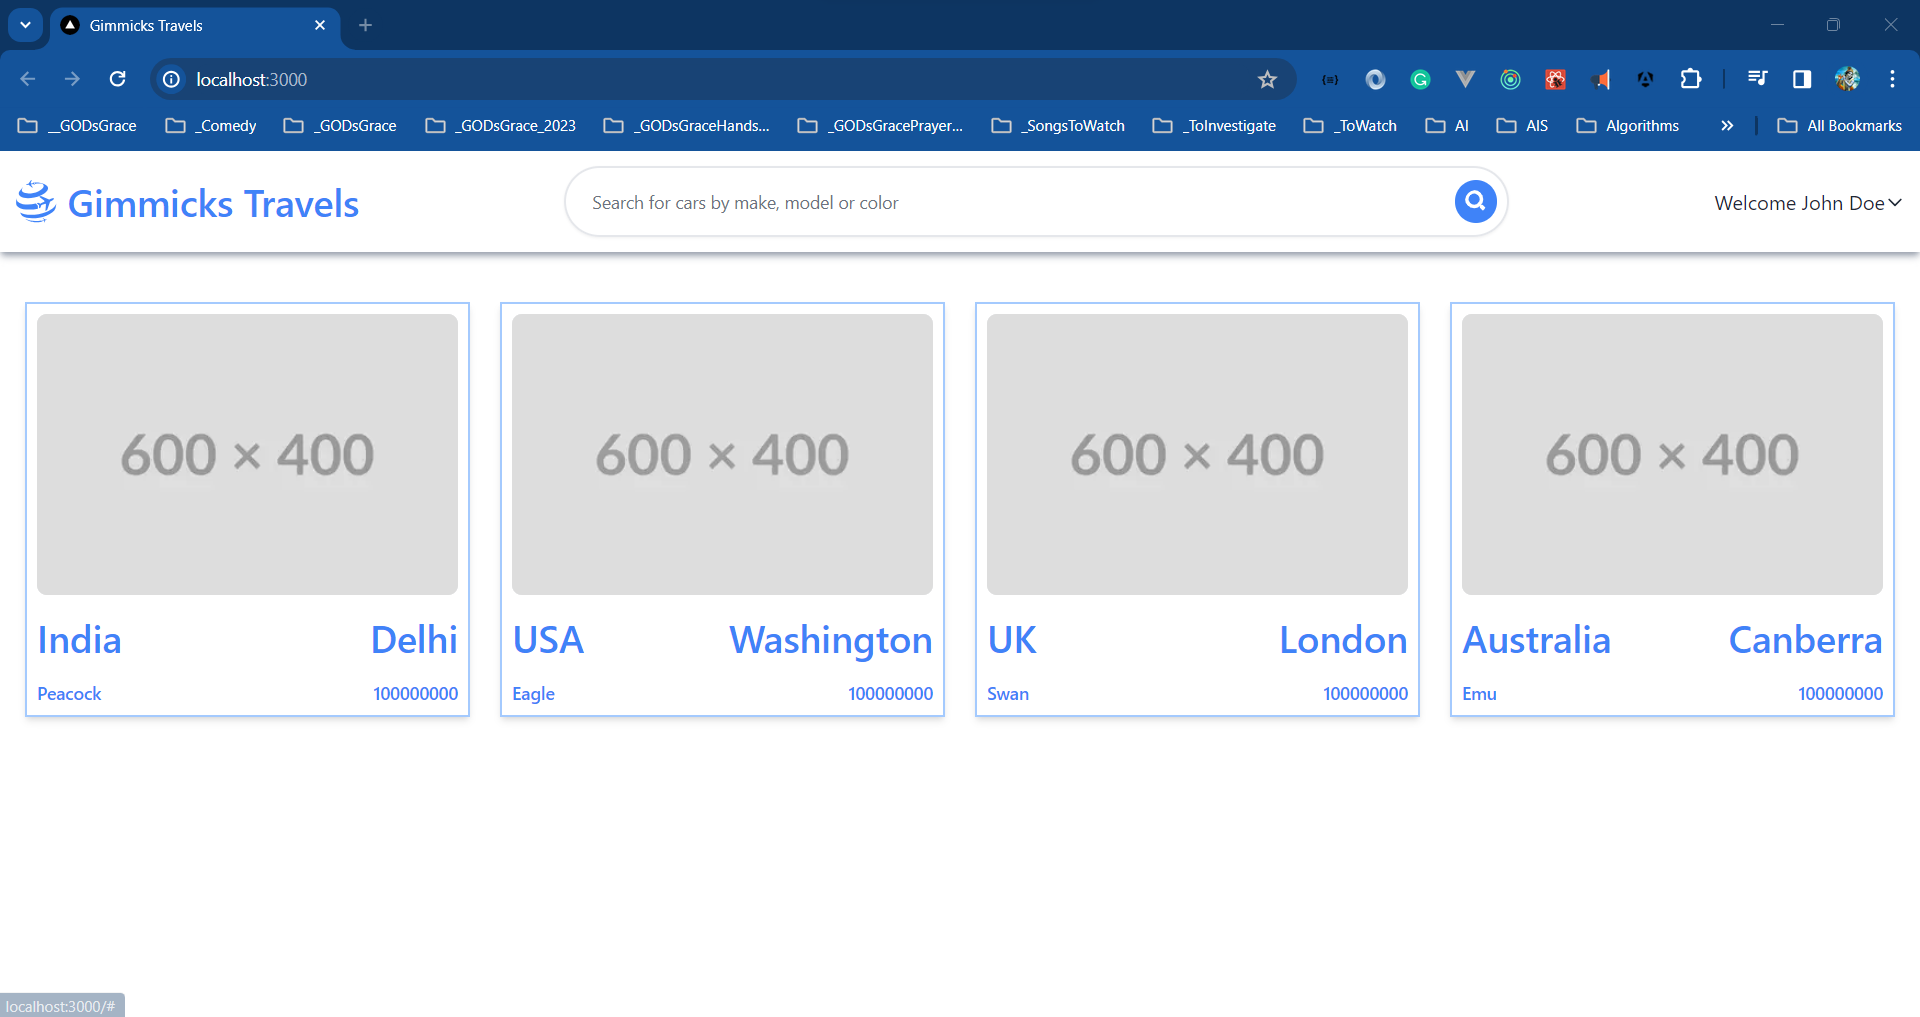 Gimmicks Travels
localhost:3000
__GODsGrace _Comedy _GODsGrace _GODsGrace_2023 _GODsGraceHands... _GODsGracePrayer... _SongsToWatch _ToInvestigate _ToWatch AI AIS Algorithms All Bookmarks
Gimmicks Travels Search for cars by make, model or color Welcome John Doe
600 × 400 600 × 400 600 × 400 600 × 400
India Delhi USA Washington UK London Australia Canberra
Peacock 100000000 Eagle 100000000 Swan 100000000 Emu 100000000
localhost:3000/#